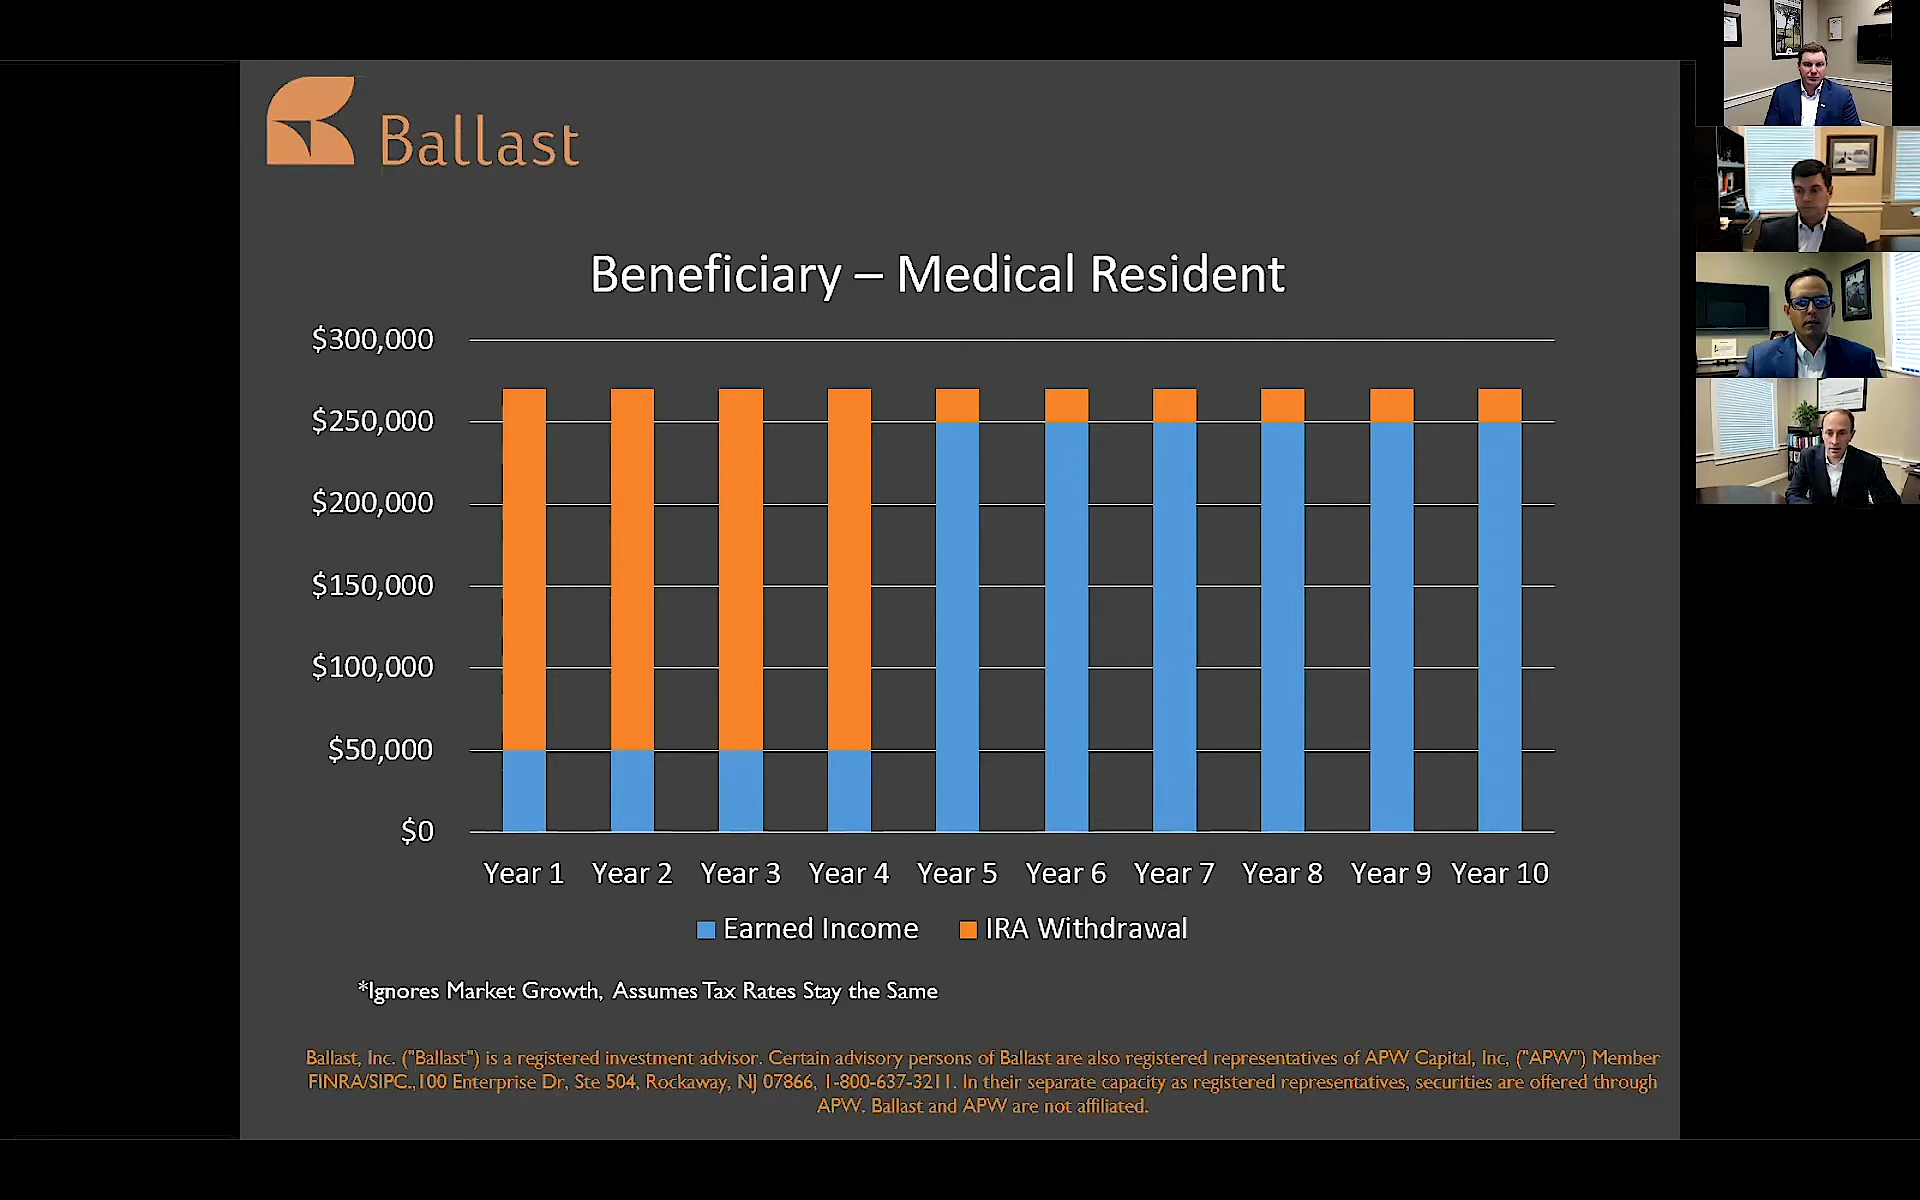 Ballast
Beneficiary – Medical Resident
$300,000
$250,000
$200,000
$150,000
$100,000
$50,000
$0
Year 1 Year 2 Year 3 Year 4 Year 5 Year 6 Year 7 Year 8 Year 9 Year 10
Earned Income IRA Withdrawal
*Ignores Market Growth, Assumes Tax Rates Stay the Same
Ballast, Inc. ("Ballast") is a registered investment advisor. Certain advisory persons of Ballast are also registered representatives of APW Capital, Inc, ("APW") Member
FINRA/SIPC.,100 Enterprise Dr, Ste 504, Rockaway, NJ 07866, 1-800-637-3211. In their separate capacity as registered representatives, securities are offered through
APW. Ballast and APW are not affiliated.